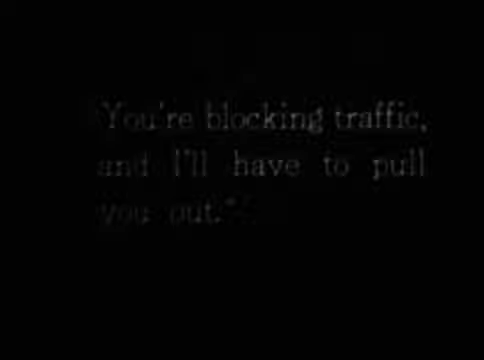 "You're blocking traffic,
and I'll have to pull
you out."